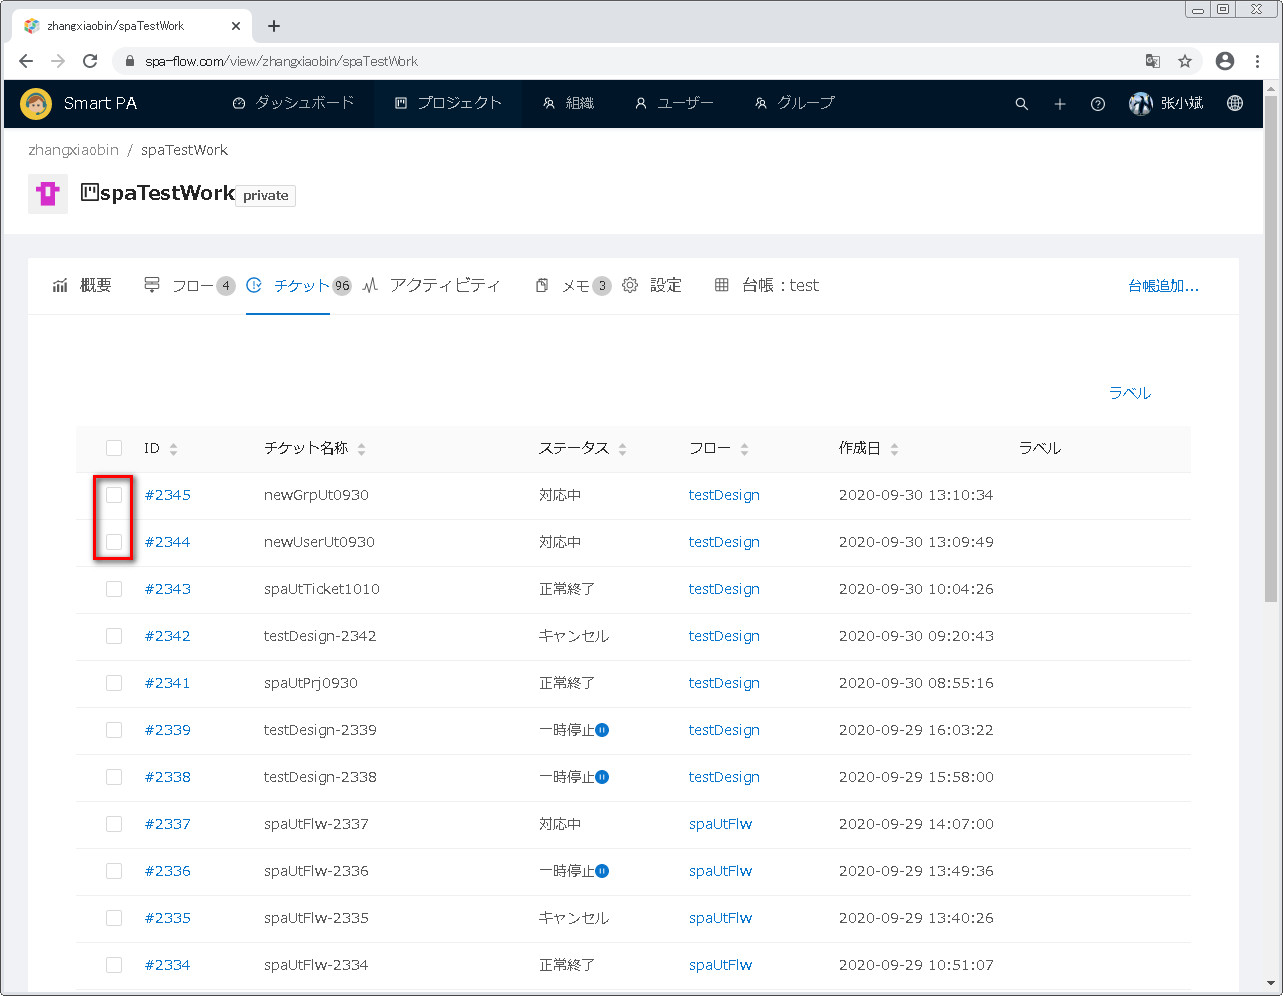 zhangxiaobin/spaTestWork
spa-flow.com/view/zhangxiaobin/spaTestWork
Smart PA ダッシュボード プロジェクト 組織 ユーザー グループ 张小斌
zhangxiaobin / spaTestWork
spaTestWork private
概要 フロー 4 チケット 96 アクティビティ メモ 3 設定 台帳：test 台帳追加...
ラベル
ID チケット名称 ステータス フロー 作成日 ラベル
#2345 newGrpUt0930 対応中 testDesign 2020-09-30 13:10:34
#2344 newUserUt0930 対応中 testDesign 2020-09-30 13:09:49
#2343 spaUtTicket1010 正常終了 testDesign 2020-09-30 10:04:26
#2342 testDesign-2342 キャンセル testDesign 2020-09-30 09:20:43
#2341 spaUtPrj0930 正常終了 testDesign 2020-09-30 08:55:16
#2339 testDesign-2339 一時停止 testDesign 2020-09-29 16:03:22
#2338 testDesign-2338 一時停止 testDesign 2020-09-29 15:58:00
#2337 spaUtFlw-2337 対応中 spaUtFlw 2020-09-29 14:07:00
#2336 spaUtFlw-2336 一時停止 spaUtFlw 2020-09-29 13:49:36
#2335 spaUtFlw-2335 キャンセル spaUtFlw 2020-09-29 13:40:26
#2334 spaUtFlw-2334 正常終了 spaUtFlw 2020-09-29 10:51:07